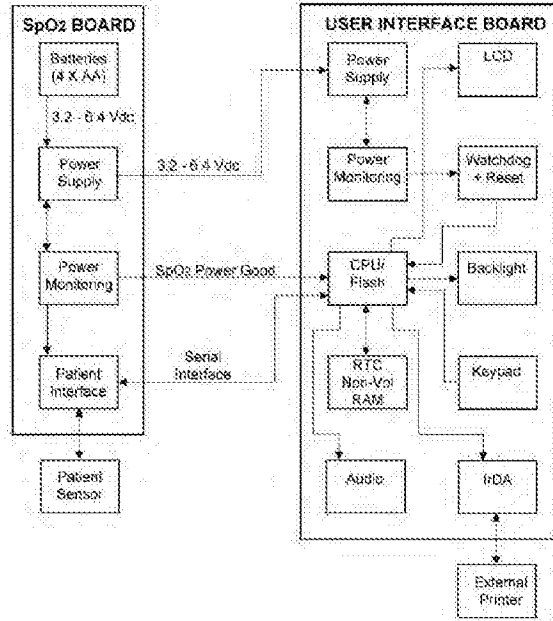 SpO2 BOARD
Batteries
(4 X AA)
3.2 - 6.4 Vdc
Power
Supply
3.2 - 6.4 Vdc
Power
Monitoring
SpO2 Power Good
Serial
Interface
Patient
Interface
Patient
Sensor
USER INTERFACE BOARD
Power
Supply
LCD
Power
Monitoring
Watchdog
+ Reset
CPU/
Flash
Backlight
RTC
Non-Vol
RAM
Keypad
Audio
IrDA
External
Printer